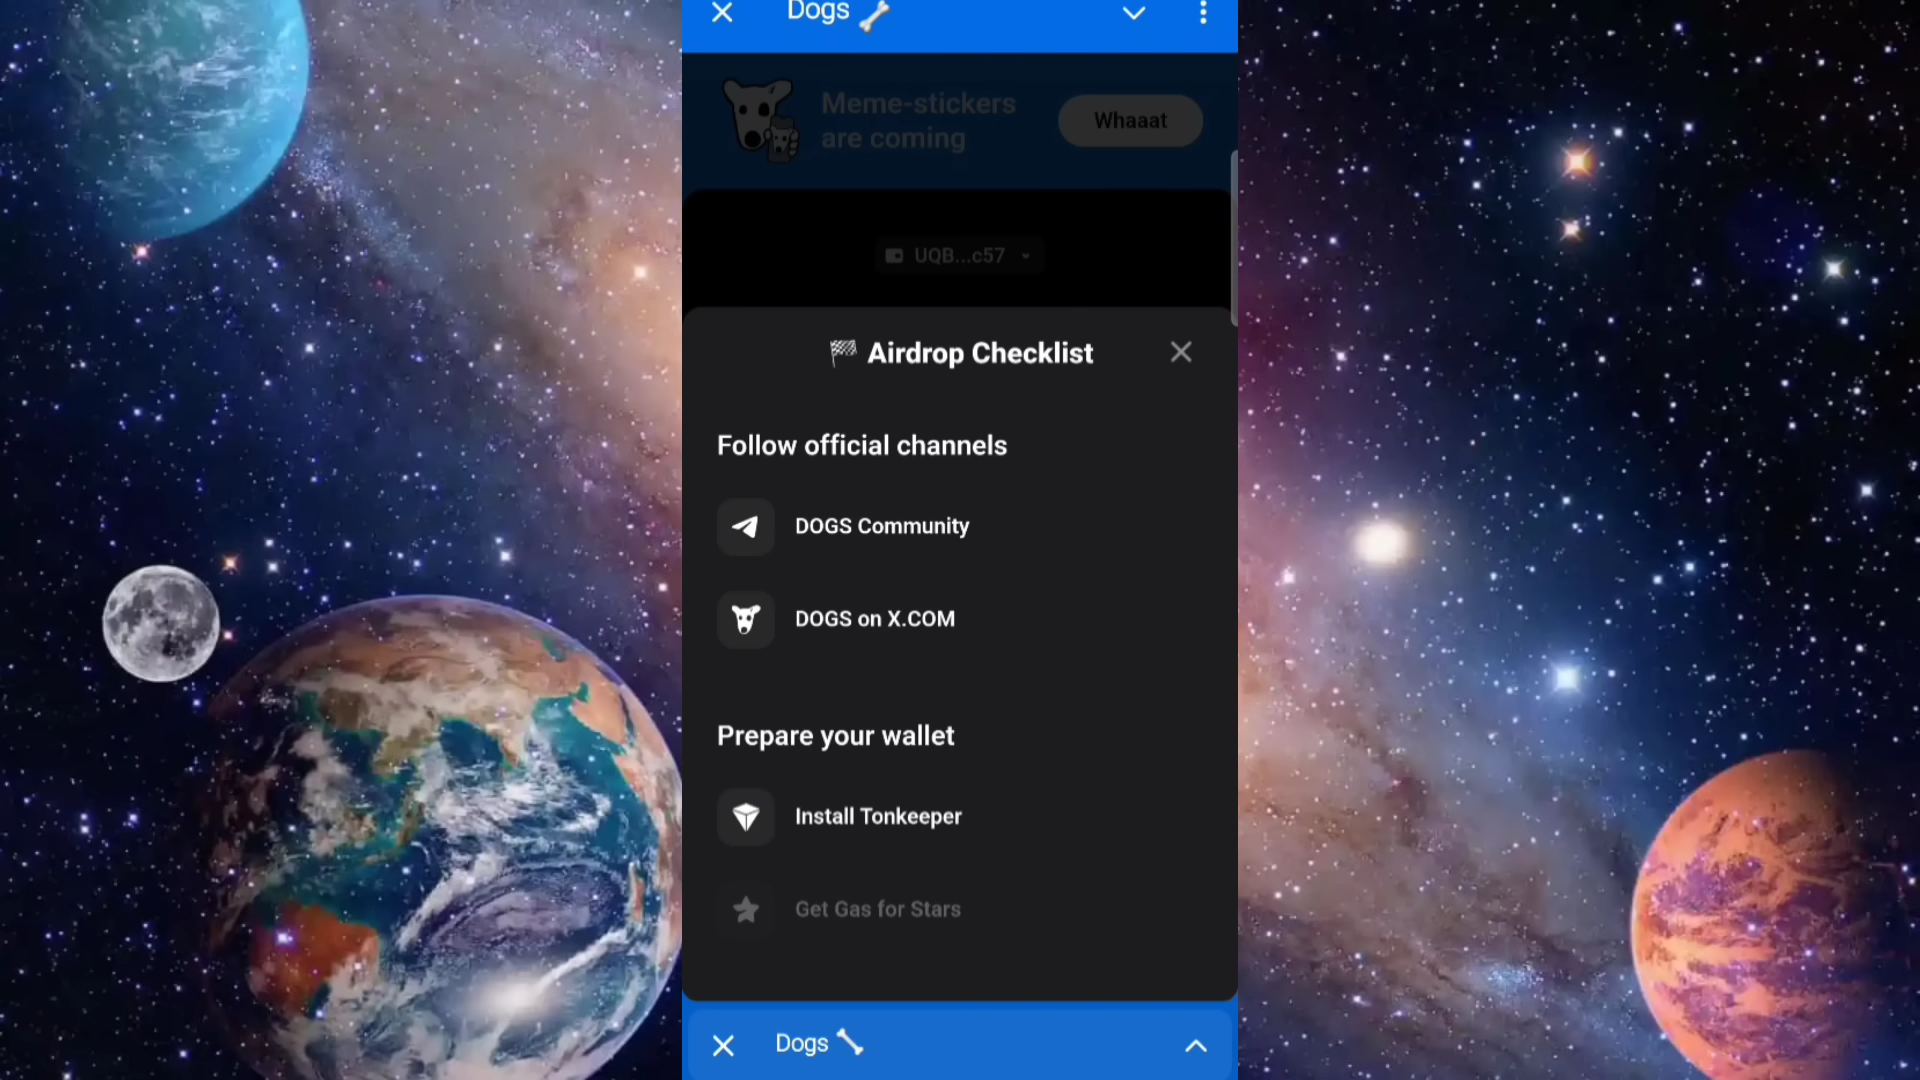 Dogs
Meme-stickers
are coming
Whaaat
UQB...c57
Airdrop Checklist
Follow official channels
DOGS Community
DOGS on X.COM
Prepare your wallet
Install Tonkeeper
Get Gas for Stars
Dogs